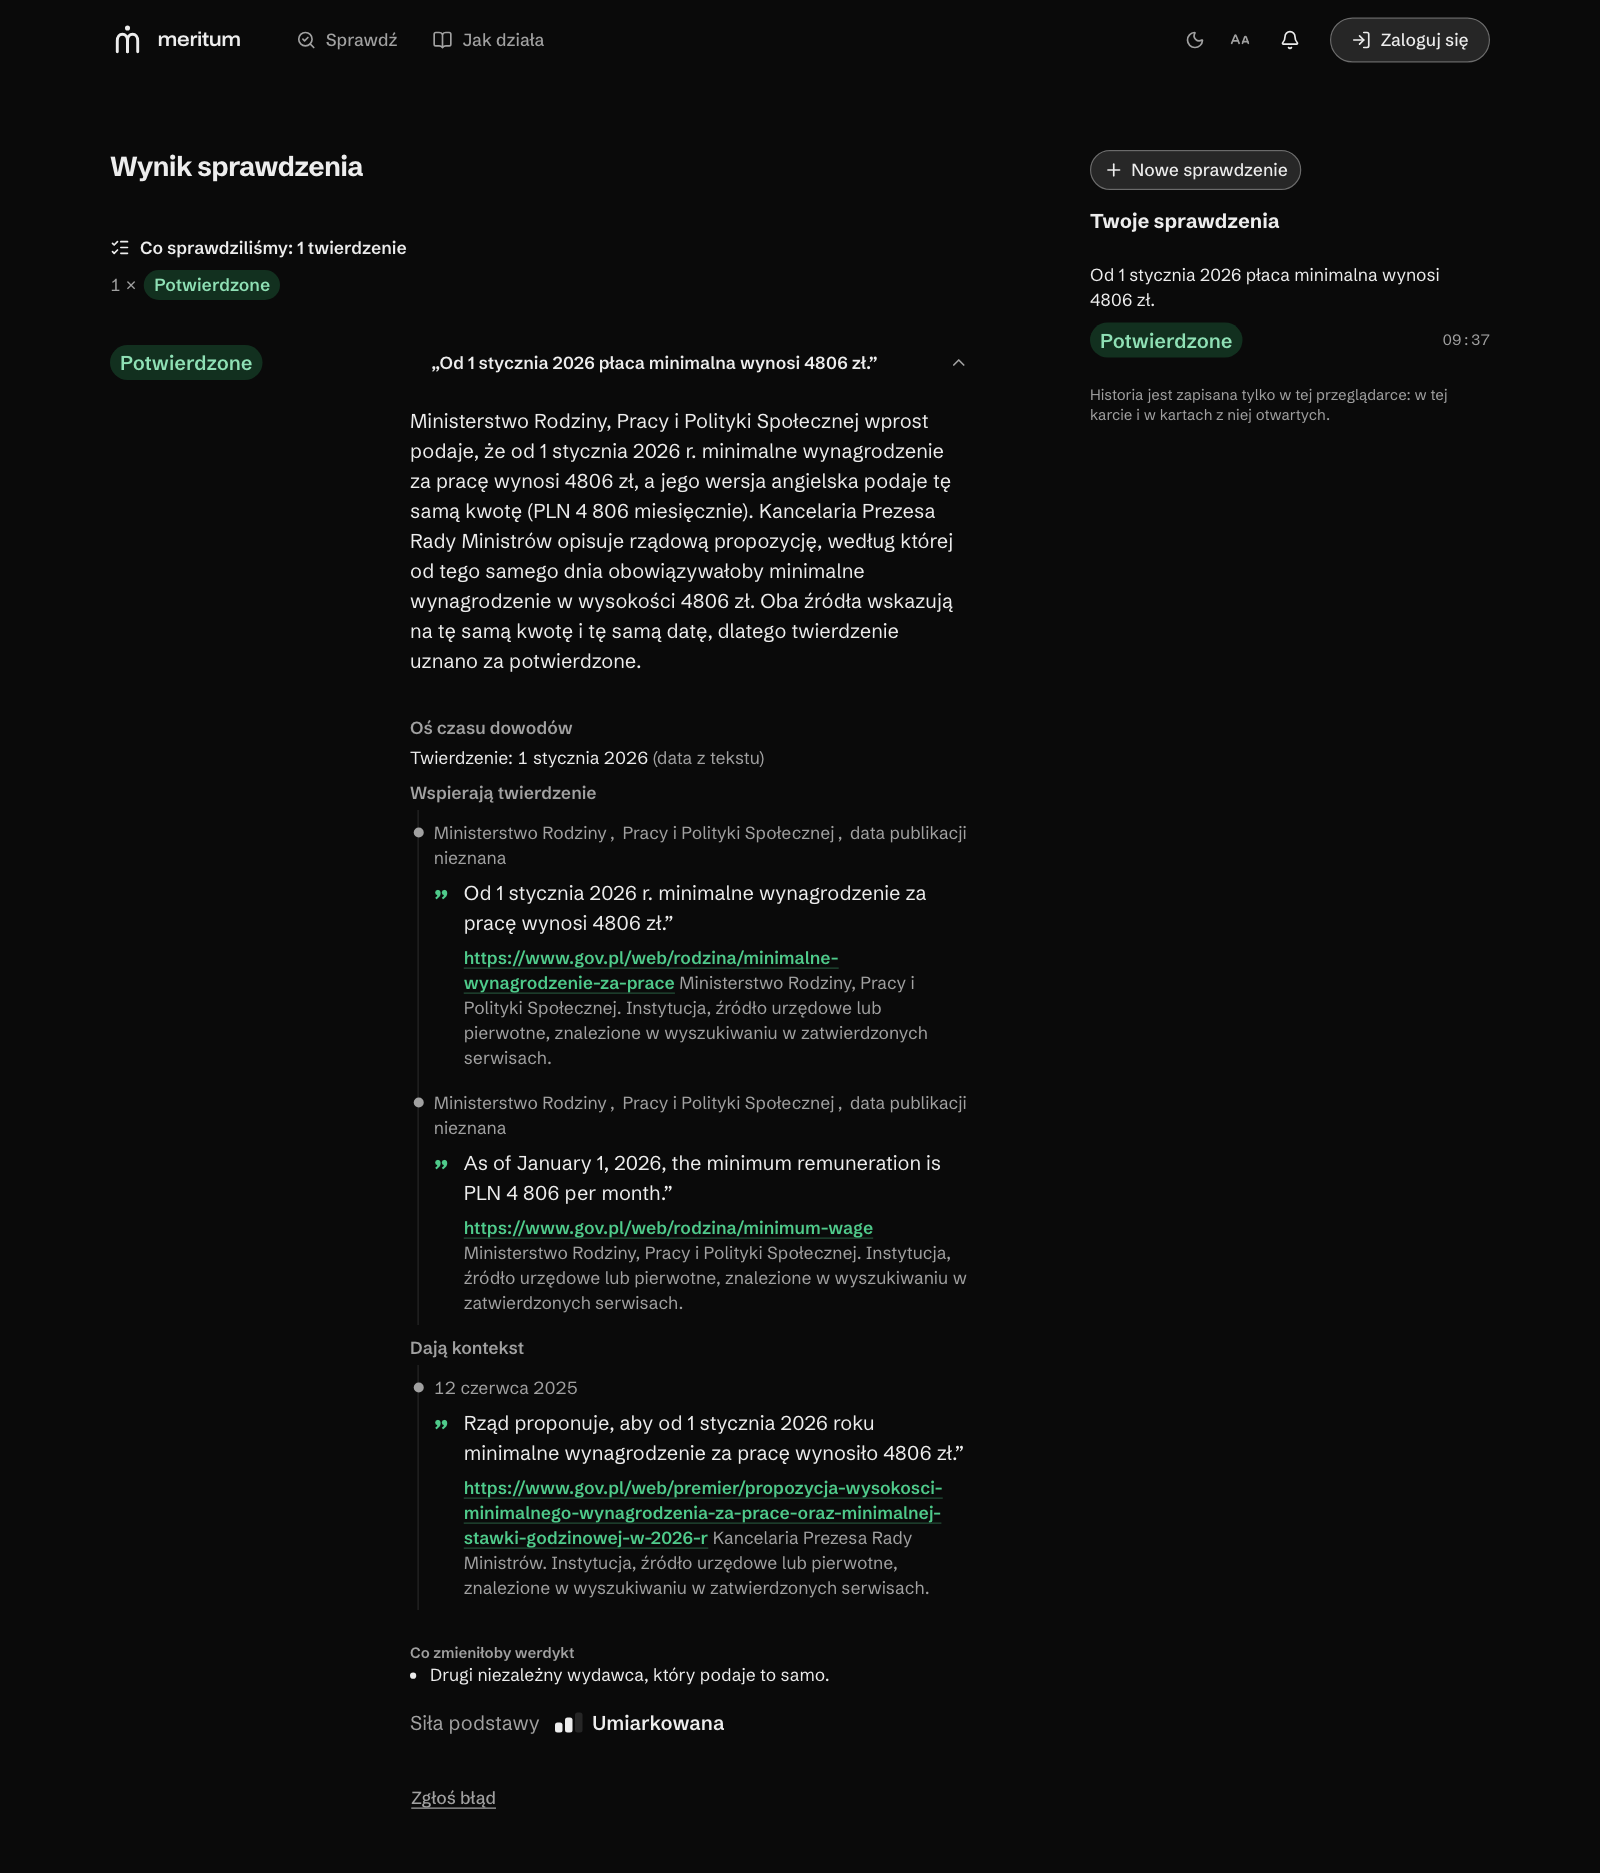 meritum
Sprawdź
Jak działa
AA
Zaloguj się
Wynik sprawdzenia
Co sprawdziliśmy: 1 twierdzenie
1 × Potwierdzone
Potwierdzone
„Od 1 stycznia 2026 płaca minimalna wynosi 4806 zł.”
Ministerstwo Rodziny, Pracy i Polityki Społecznej wprost
podaje, że od 1 stycznia 2026 r. minimalne wynagrodzenie
za pracę wynosi 4806 zł, a jego wersja angielska podaje tę
samą kwotę (PLN 4 806 miesięcznie). Kancelaria Prezesa
Rady Ministrów opisuje rządową propozycję, według której
od tego samego dnia obowiązywałoby minimalne
wynagrodzenie w wysokości 4806 zł. Oba źródła wskazują
na tę samą kwotę i tę samą datę, dlatego twierdzenie
uznano za potwierdzone.
Oś czasu dowodów
Twierdzenie: 1 stycznia 2026 (data z tekstu)
Wspierają twierdzenie
Ministerstwo Rodziny, Pracy i Polityki Społecznej, data publikacji
nieznana
” Od 1 stycznia 2026 r. minimalne wynagrodzenie za
pracę wynosi 4806 zł.”
https://www.gov.pl/web/rodzina/minimalne-
wynagrodzenie-za-prace Ministerstwo Rodziny, Pracy i
Polityki Społecznej. Instytucja, źródło urzędowe lub
pierwotne, znalezione w wyszukiwaniu w zatwierdzonych
serwisach.
Ministerstwo Rodziny, Pracy i Polityki Społecznej, data publikacji
nieznana
” As of January 1, 2026, the minimum remuneration is
PLN 4 806 per month.”
https://www.gov.pl/web/rodzina/minimum-wage
Ministerstwo Rodziny, Pracy i Polityki Społecznej. Instytucja,
źródło urzędowe lub pierwotne, znalezione w wyszukiwaniu w
zatwierdzonych serwisach.
Dają kontekst
12 czerwca 2025
” Rząd proponuje, aby od 1 stycznia 2026 roku
minimalne wynagrodzenie za pracę wynosiło 4806 zł.”
https://www.gov.pl/web/premier/propozycja-wysokosci-
minimalnego-wynagrodzenia-za-prace-oraz-minimalnej-
stawki-godzinowej-w-2026-r Kancelaria Prezesa Rady
Ministrów. Instytucja, źródło urzędowe lub pierwotne,
znalezione w wyszukiwaniu w zatwierdzonych serwisach.
Co zmieniłoby werdykt
• Drugi niezależny wydawca, który podaje to samo.
Siła podstawy Umiarkowana
Zgłoś błąd
+ Nowe sprawdzenie
Twoje sprawdzenia
Od 1 stycznia 2026 płaca minimalna wynosi
4806 zł.
Potwierdzone 09:37
Historia jest zapisana tylko w tej przeglądarce: w tej
karcie i w kartach z niej otwartych.